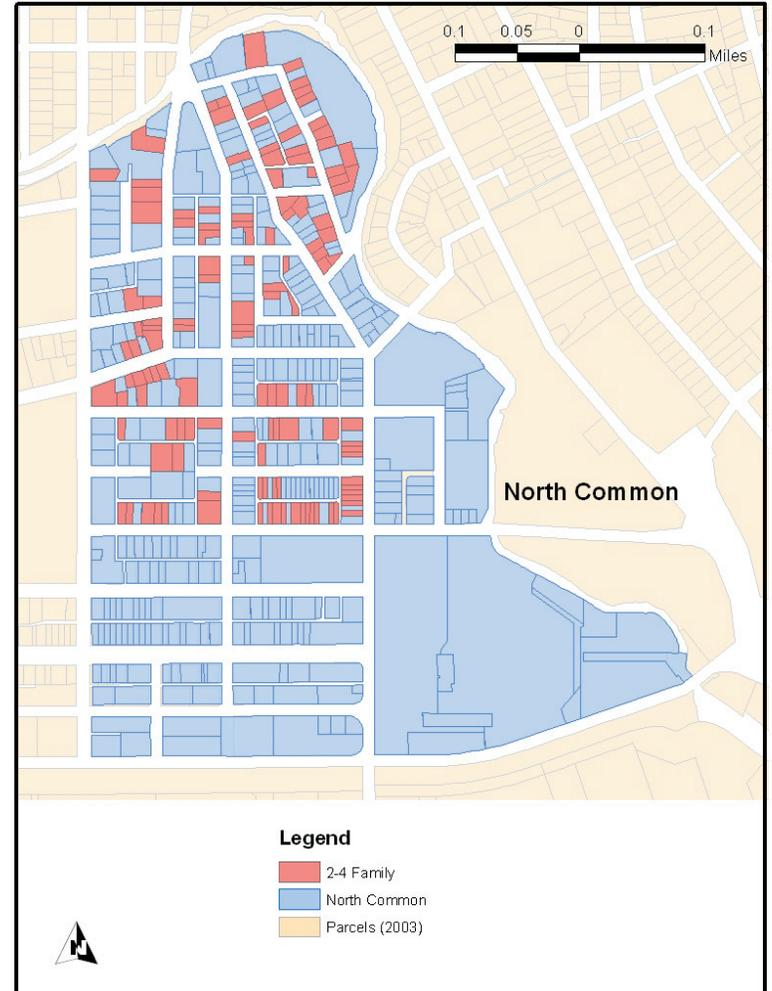 0.1 0.05 0 0.1
Miles
North Common
Legend
2-4 Family
North Common
Parcels (2003)
N